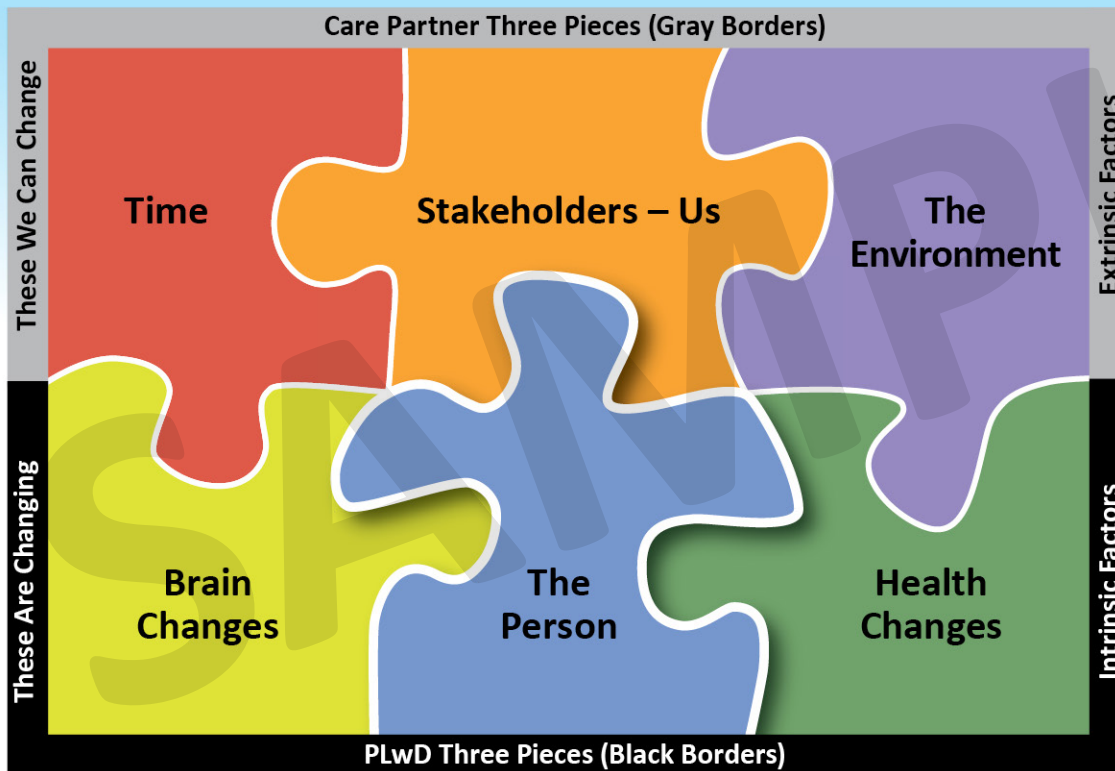 Care Partner Three Pieces (Gray Borders)
These We Can Change
Time
Stakeholders – Us
The
Environment
Extrinsic Factors
SAMPL
These Are Changing
Brain
Changes
The
Person
Health
Changes
Intrinsic Factors
PLwD Three Pieces (Black Borders)